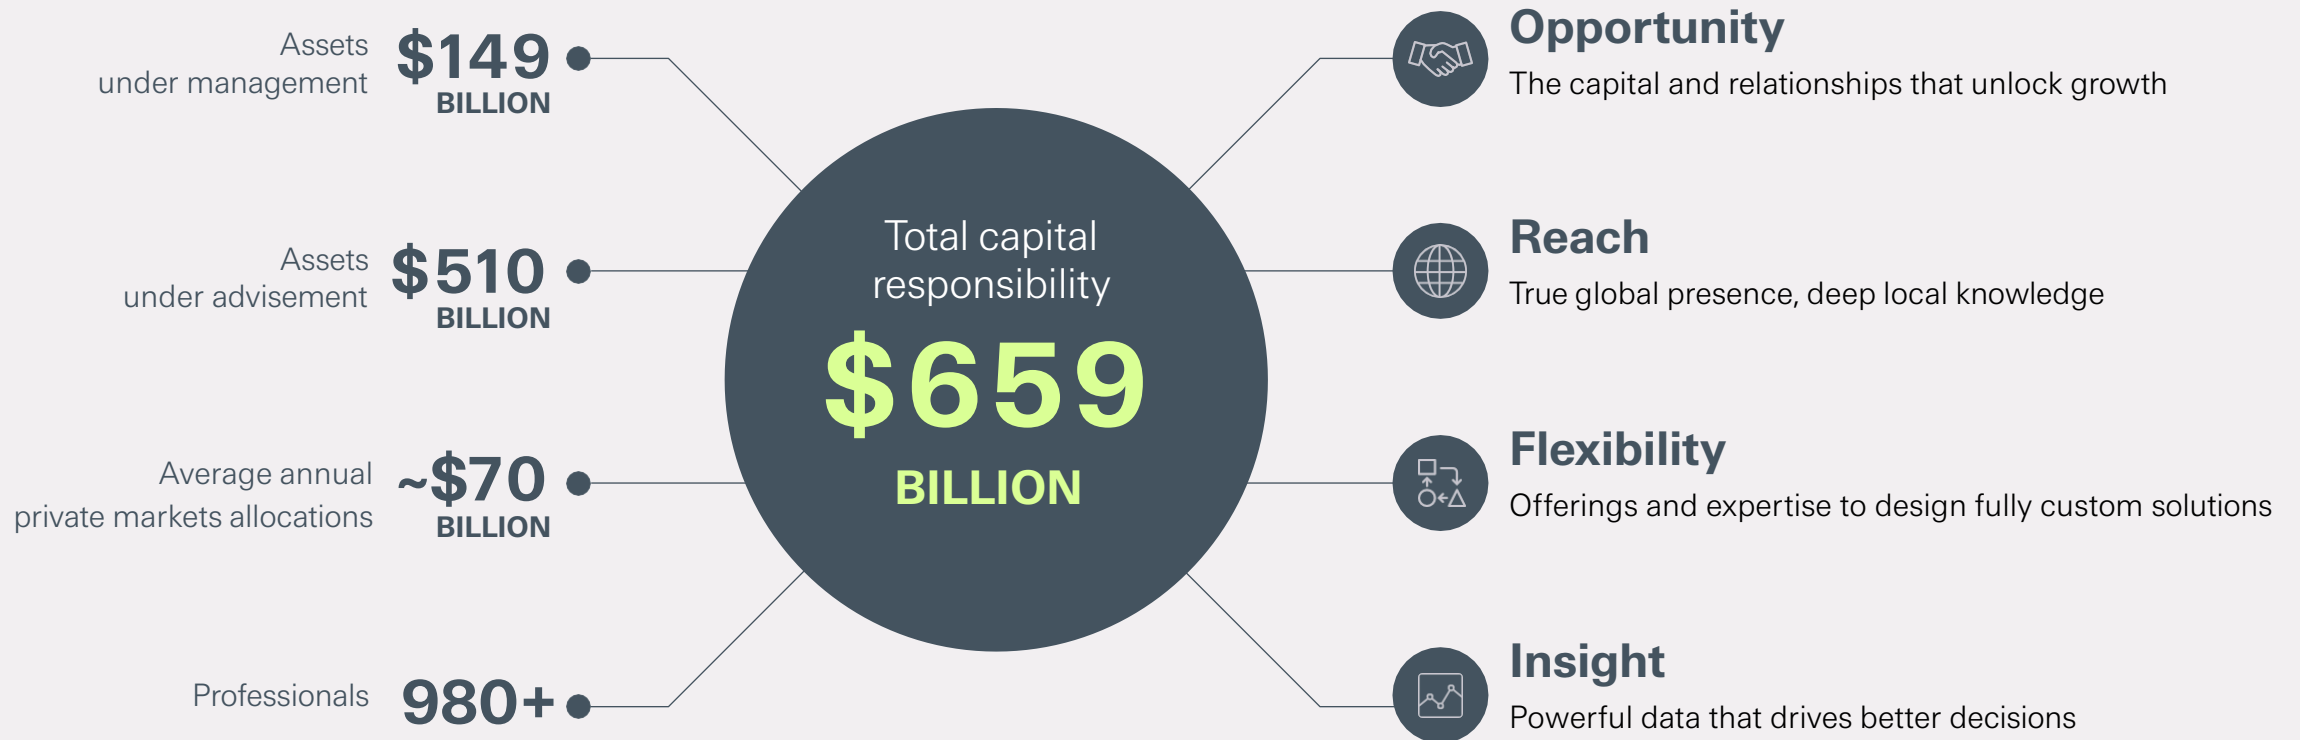 Assets
under management
$149
BILLION
Assets
under advisement
$510
BILLION
Average annual
private markets allocations
~$70
BILLION
Professionals
980+
Total capital
responsibility
$659
BILLION
Opportunity
The capital and relationships that unlock growth
Reach
True global presence, deep local knowledge
Flexibility
Offerings and expertise to design fully custom solutions
Insight
Powerful data that drives better decisions